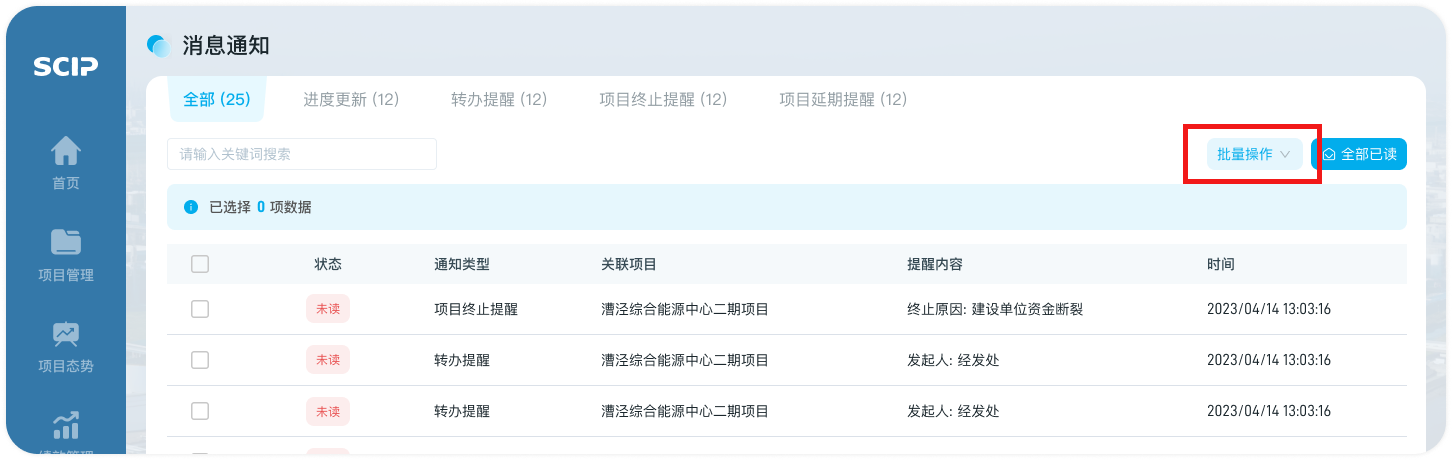 SCIP
首页
项目管理
项目态势
消息通知
全部 (25) 进度更新 (12) 转办提醒 (12) 项目终止提醒 (12) 项目延期提醒 (12)
请输入关键词搜索 批量操作 全部已读
已选择 0 项数据
状态 通知类型 关联项目 提醒内容 时间
未读 项目终止提醒 漕泾综合能源中心二期项目 终止原因: 建设单位资金断裂 2023/04/14 13:03:16
未读 转办提醒 漕泾综合能源中心二期项目 发起人: 经发处 2023/04/14 13:03:16
未读 转办提醒 漕泾综合能源中心二期项目 发起人: 经发处 2023/04/14 13:03:16